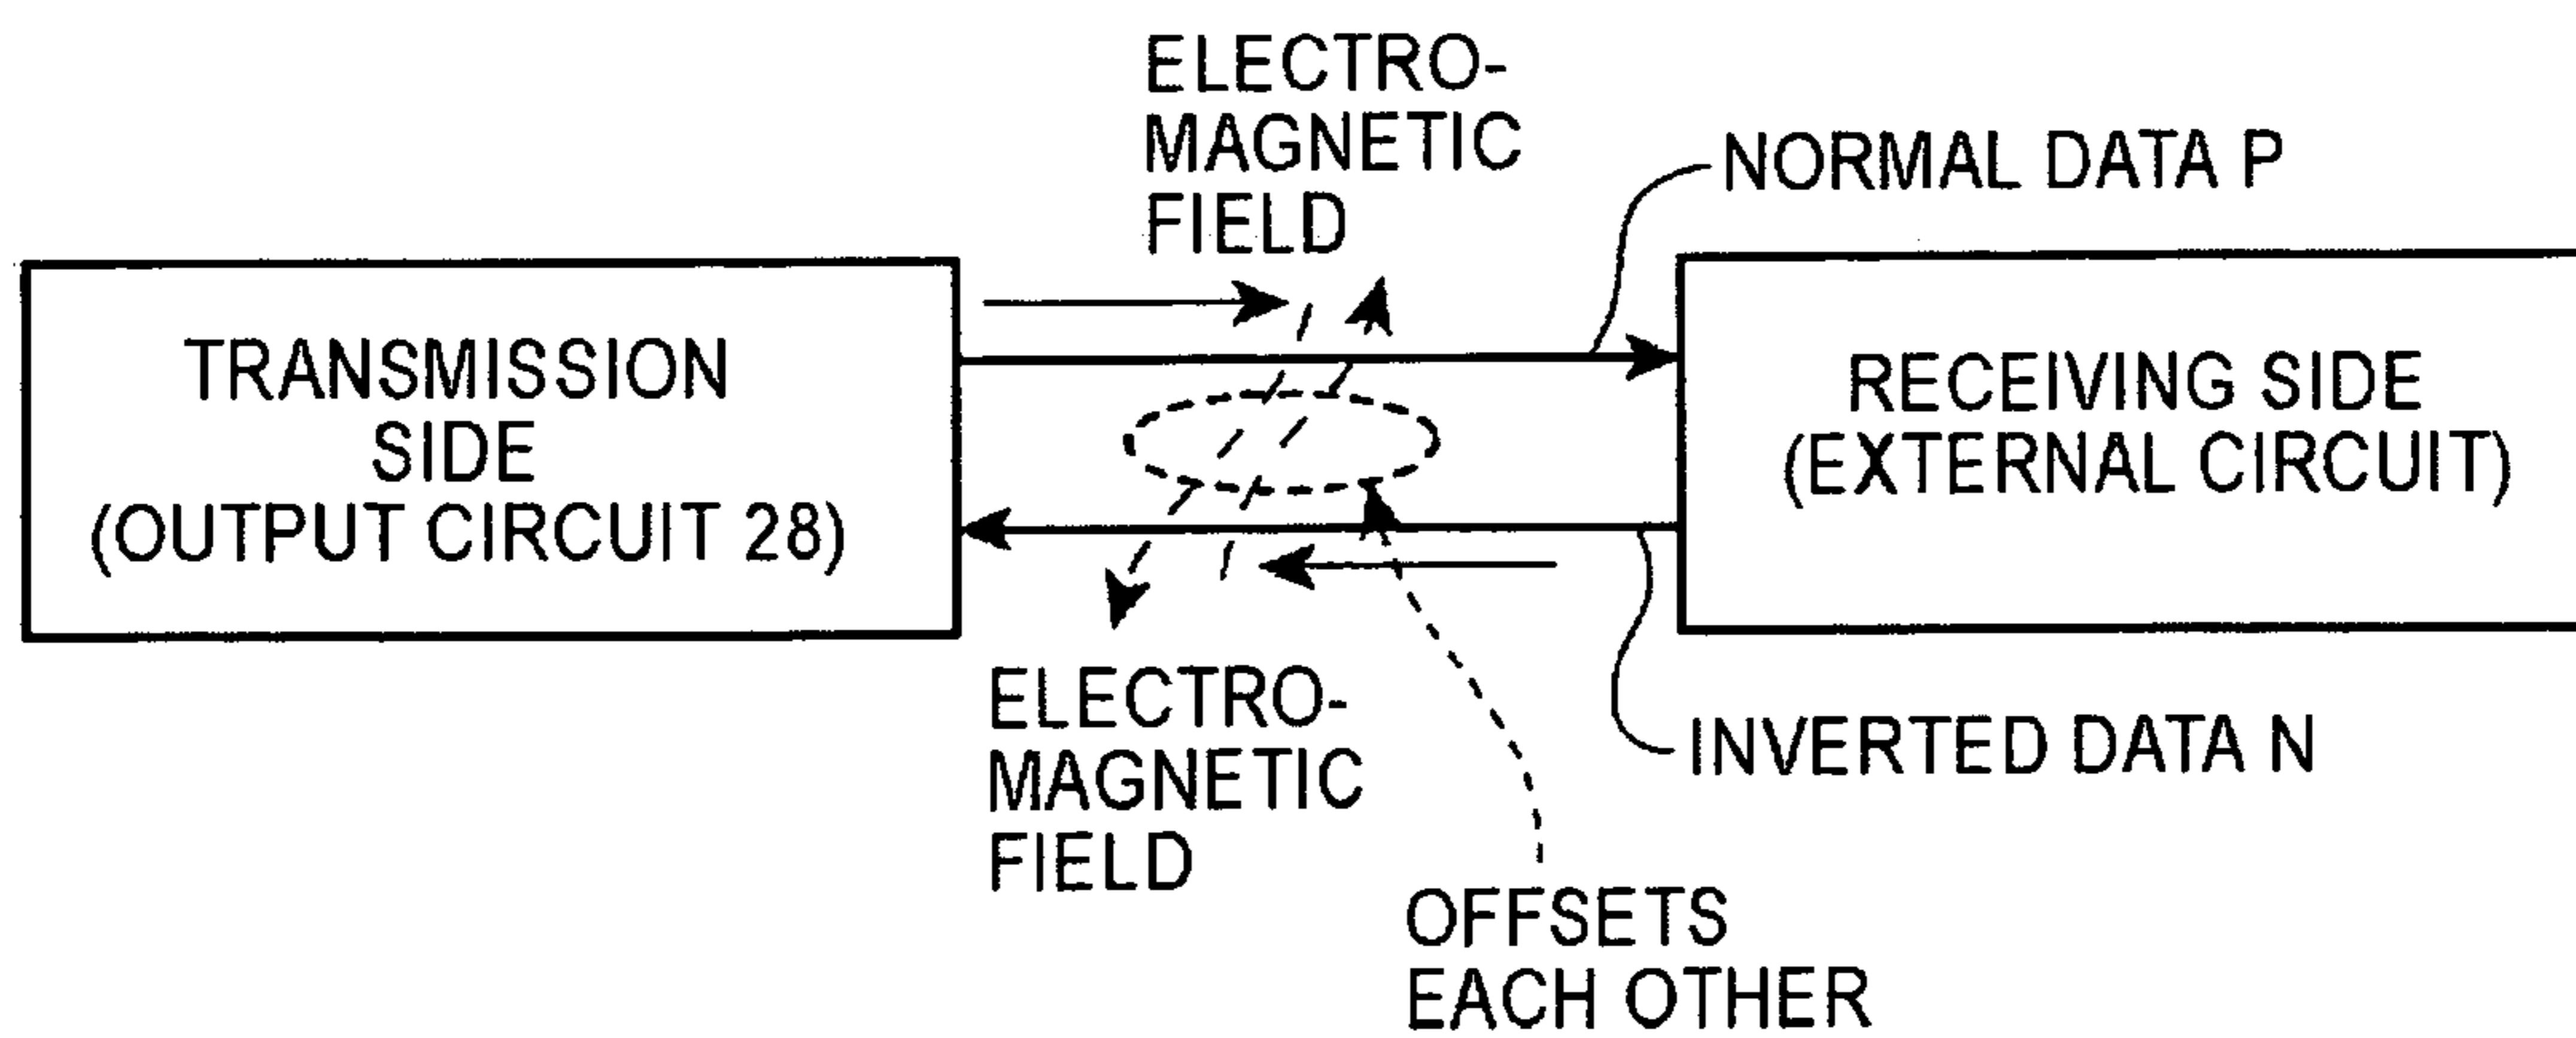 ELECTRO-
MAGNETIC
FIELD
NORMAL DATA P
TRANSMISSION
SIDE
(OUTPUT CIRCUIT 28)
RECEIVING SIDE
(EXTERNAL CIRCUIT)
ELECTRO-
MAGNETIC
FIELD
INVERTED DATA N
OFFSETS
EACH OTHER